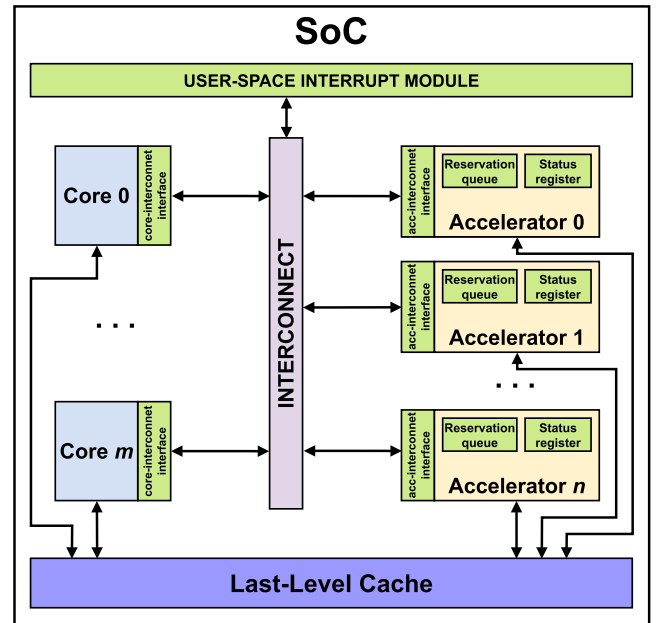 SoC
USER-SPACE INTERRUPT MODULE
Core 0
core-interconnet
interface
INTERCONNECT
acc-interconnet
interface
Reservation
queue
Status
register
Accelerator 0
acc-interconnet
interface
Reservation
queue
Status
register
Accelerator 1
. . .
. . .
Core m
core-interconnet
interface
acc-interconnet
interface
Reservation
queue
Status
register
Accelerator n
Last-Level Cache